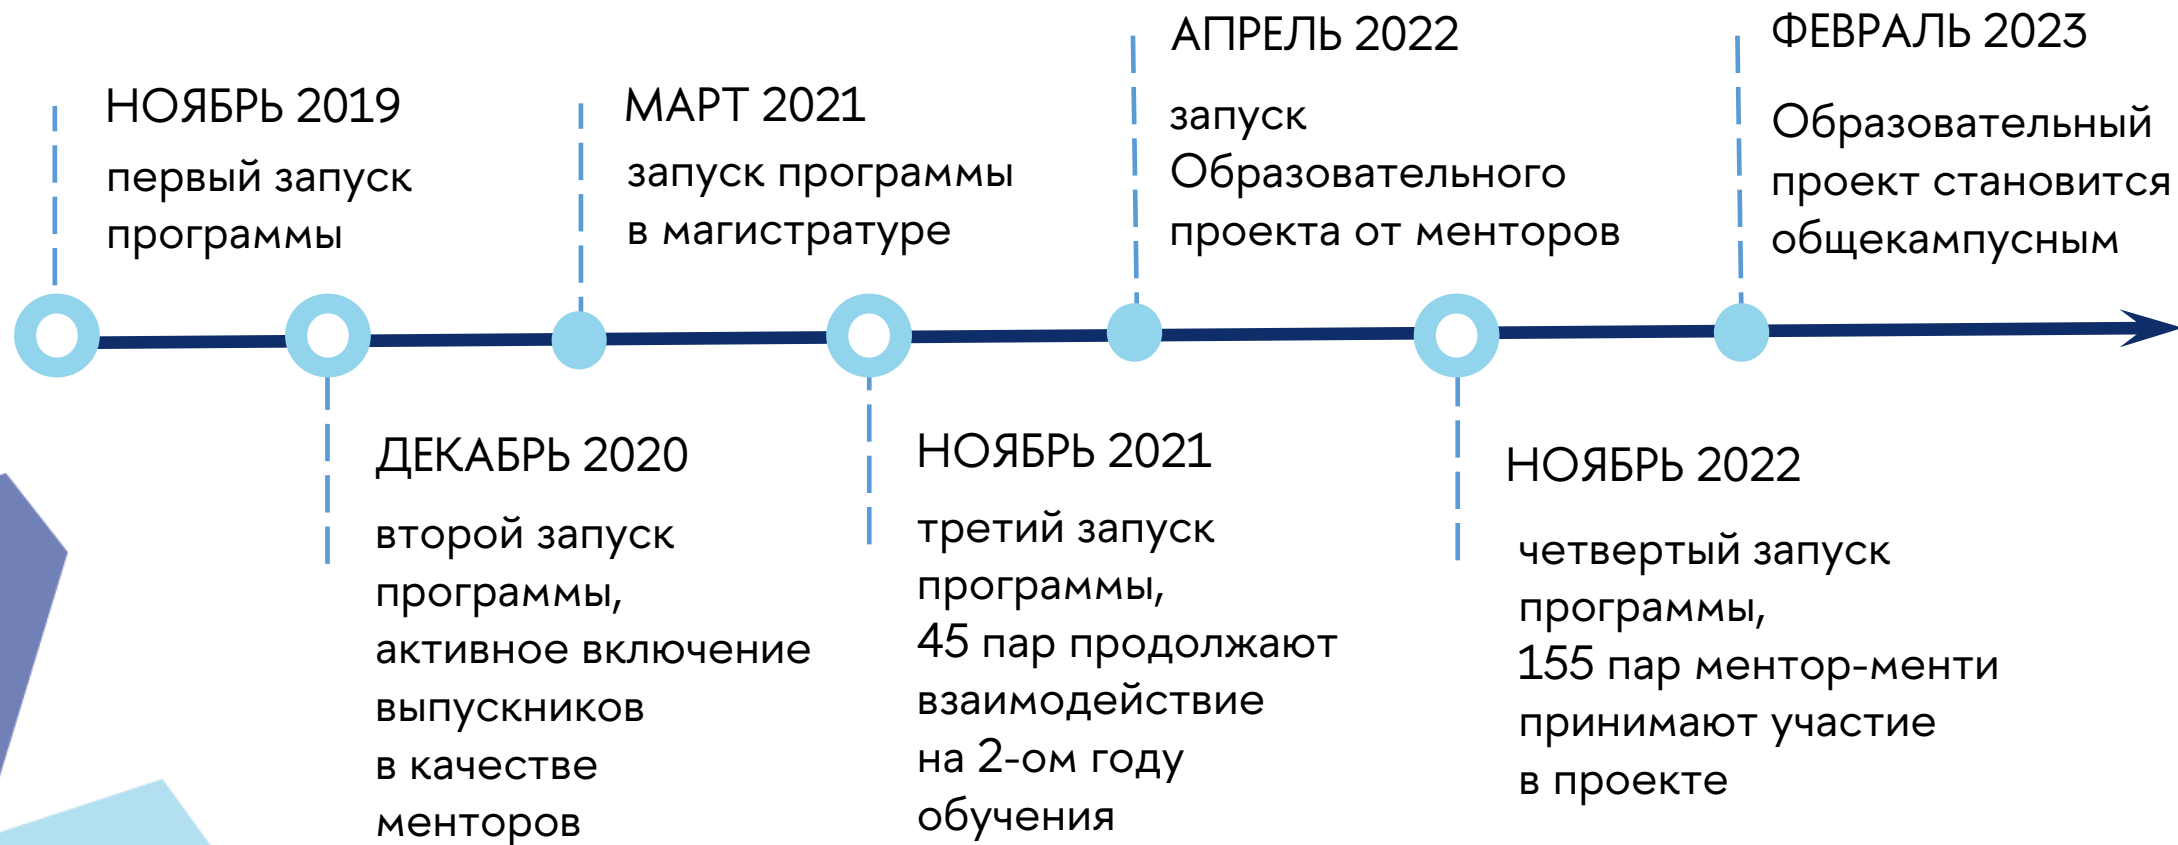 НОЯБРЬ 2019
первый запуск
программы
ДЕКАБРЬ 2020
второй запуск
программы,
активное включение
выпускников
в качестве
менторов
МАРТ 2021
запуск программы
в магистратуре
НОЯБРЬ 2021
третий запуск
программы,
45 пар продолжают
взаимодействие
на 2-ом году
обучения
АПРЕЛЬ 2022
запуск
Образовательного
проекта от менторов
НОЯБРЬ 2022
четвертый запуск
программы,
155 пар ментор-менти
принимают участие
в проекте
ФЕВРАЛЬ 2023
Образовательный
проект становится
общекампусным